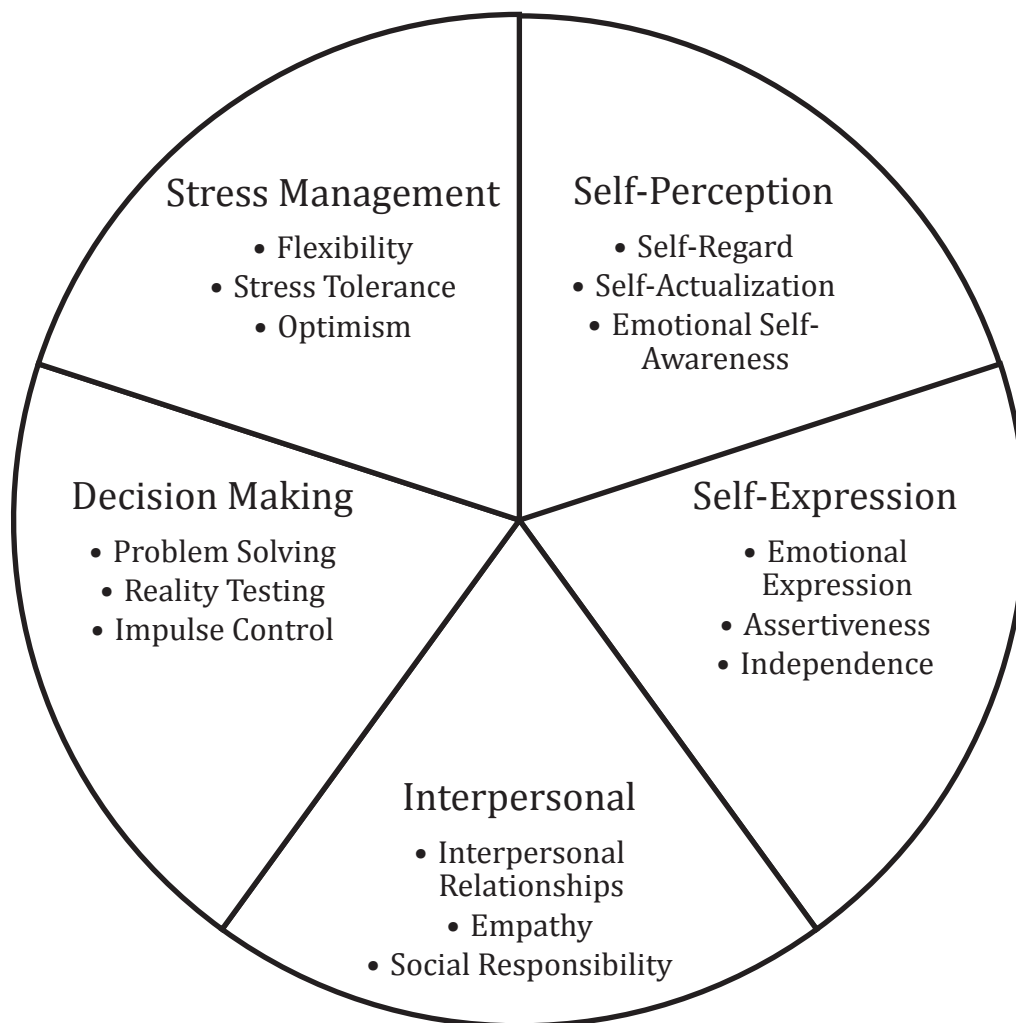 Stress Management
• Flexibility
• Stress Tolerance
• Optimism
Self-Perception
• Self-Regard
• Self-Actualization
• Emotional Self-
Awareness
Decision Making
• Problem Solving
• Reality Testing
• Impulse Control
Self-Expression
• Emotional
Expression
• Assertiveness
• Independence
Interpersonal
• Interpersonal
Relationships
• Empathy
• Social Responsibility